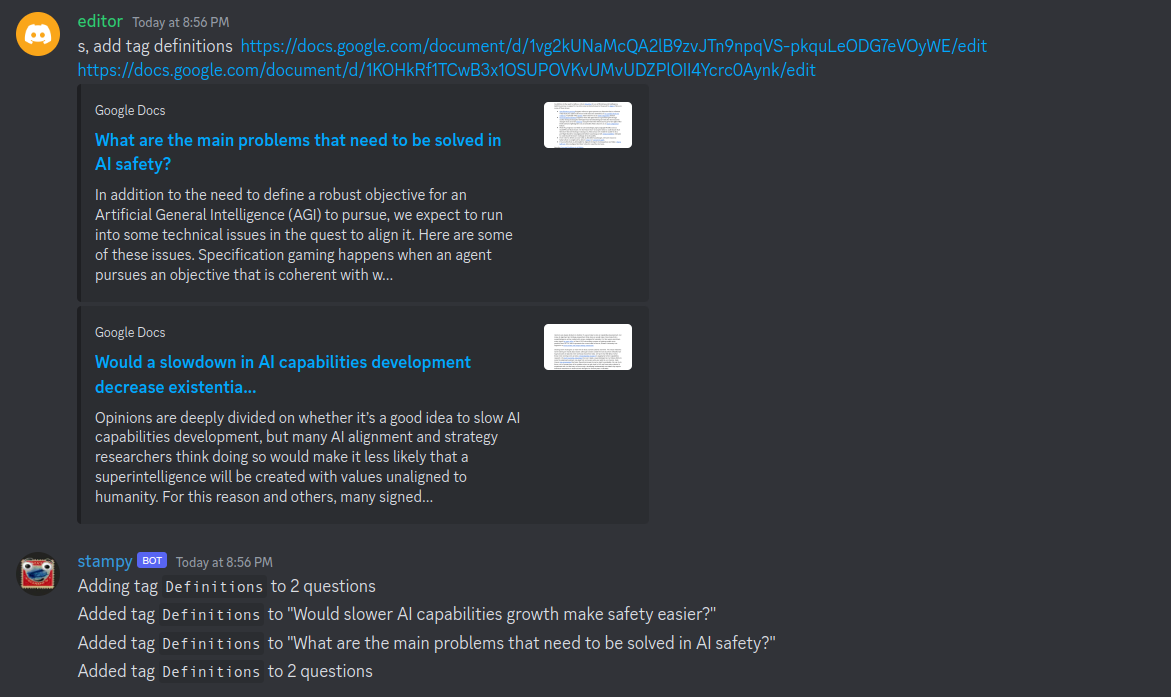 editor Today at 8:56 PM
s, add tag definitions https://docs.google.com/document/d/1vg2kUNaMcQA2lB9zvJTn9npqVS-pkquLeODG7eVOyWE/edit
https://docs.google.com/document/d/1KOHkRf1TCwB3x1OSUPOVKvUMvUDZPlOII4Ycrc0Aynk/edit
Google Docs
What are the main problems that need to be solved in
AI safety?
In addition to the need to define a robust objective for an
Artificial General Intelligence (AGI) to pursue, we expect to run
into some technical issues in the quest to align it. Here are some
of these issues. Specification gaming happens when an agent
pursues an objective that is coherent with w...
Google Docs
Would a slowdown in AI capabilities development
decrease existentia...
Opinions are deeply divided on whether it’s a good idea to slow AI
capabilities development, but many AI alignment and strategy
researchers think doing so would make it less likely that a
superintelligence will be created with values unaligned to
humanity. For this reason and others, many signed...
stampy BOT Today at 8:56 PM
Adding tag Definitions to 2 questions
Added tag Definitions to "Would slower AI capabilities growth make safety easier?"
Added tag Definitions to "What are the main problems that need to be solved in AI safety?"
Added tag Definitions to 2 questions